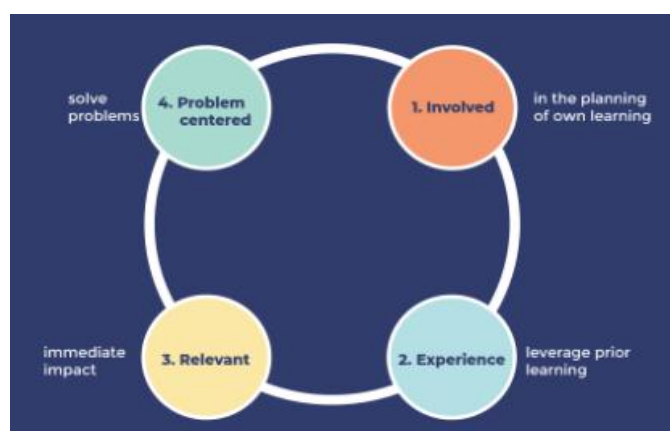 1. Involved
in the planning
of own learning
2. Experience
leverage prior
learning
3. Relevant
immediate
impact
4. Problem
centered
solve
problems